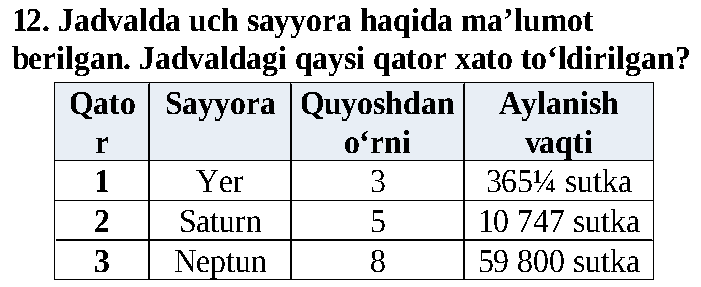 12. Jadvalda uch sayyora haqida ma’lumot
berilgan. Jadvaldagi qaysi qator xato to‘ldirilgan?
Qato
r
Sayyora
Quyoshdan
o‘rni
Aylanish
vaqti
1 Yer 3 365¼ sutka
2 Saturn 5 10 747 sutka
3 Neptun 8 59 800 sutka